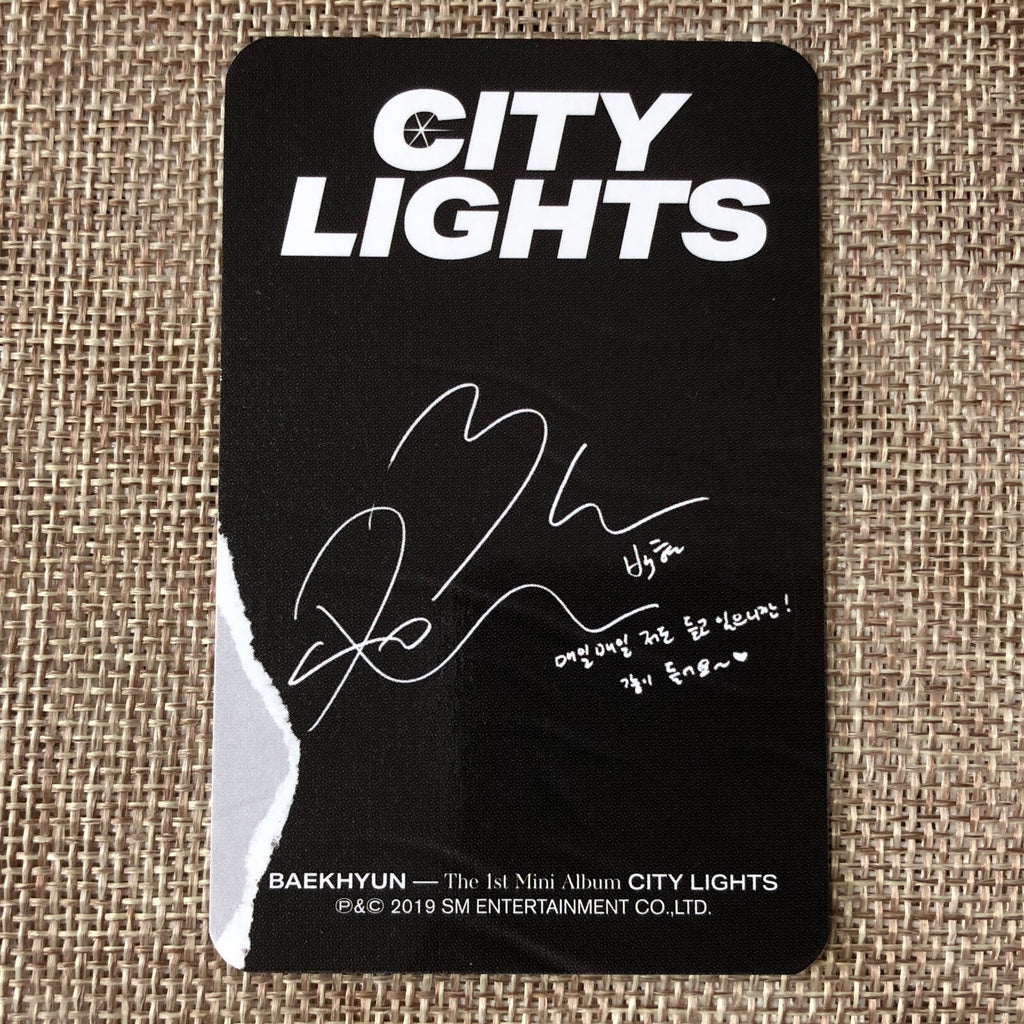 CITY
LIGHTS
백현
매일매일 저도 듣고 있으니깐!
같이 들어요~♥
BAEKHYUN — The 1st Mini Album CITY LIGHTS
℗&© 2019 SM ENTERTAINMENT CO.,LTD.